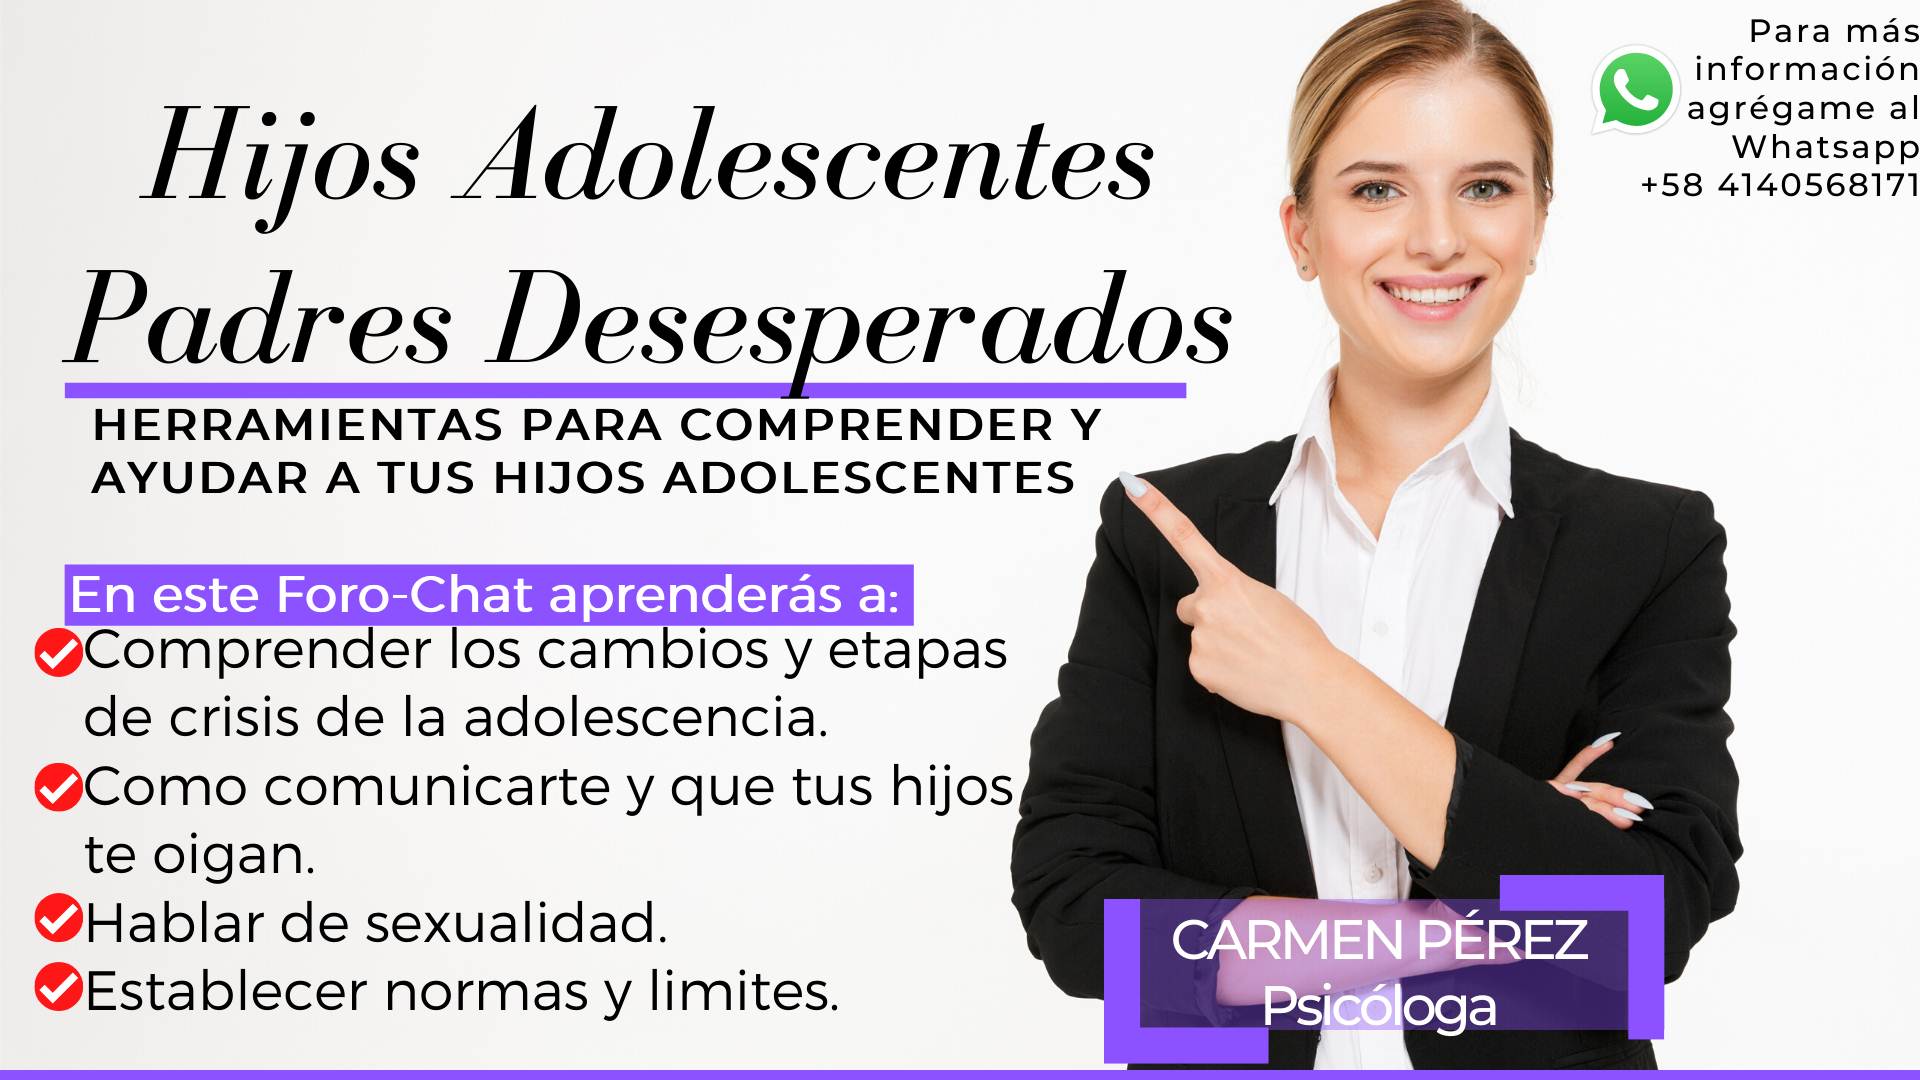 Hijos Adolescentes
Padres Desesperados
HERRAMIENTAS PARA COMPRENDER Y
AYUDAR A TUS HIJOS ADOLESCENTES
En este Foro-Chat aprenderás a:
Comprender los cambios y etapas
de crisis de la adolescencia.
Como comunicarte y que tus hijos
te oigan.
Hablar de sexualidad.
Establecer normas y limites.
Para más
información
agrégame al
Whatsapp
+58 4140568171
CARMEN PÉREZ
Psicóloga